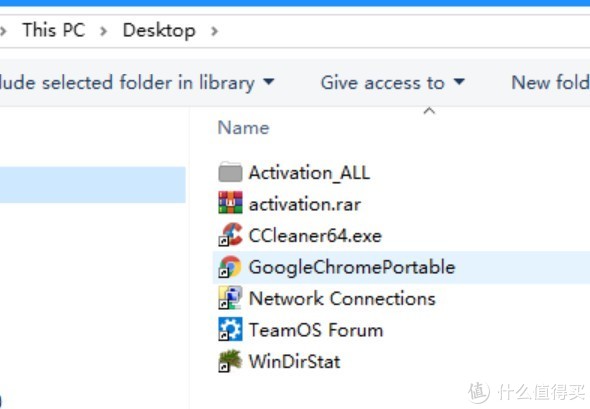 This PC > Desktop >
lude selected folder in library Give access to New fold
Name
Activation_ALL
activation.rar
CCleaner64.exe
GoogleChromePortable
Network Connections
TeamOS Forum
WinDirStat
值 什么值得买